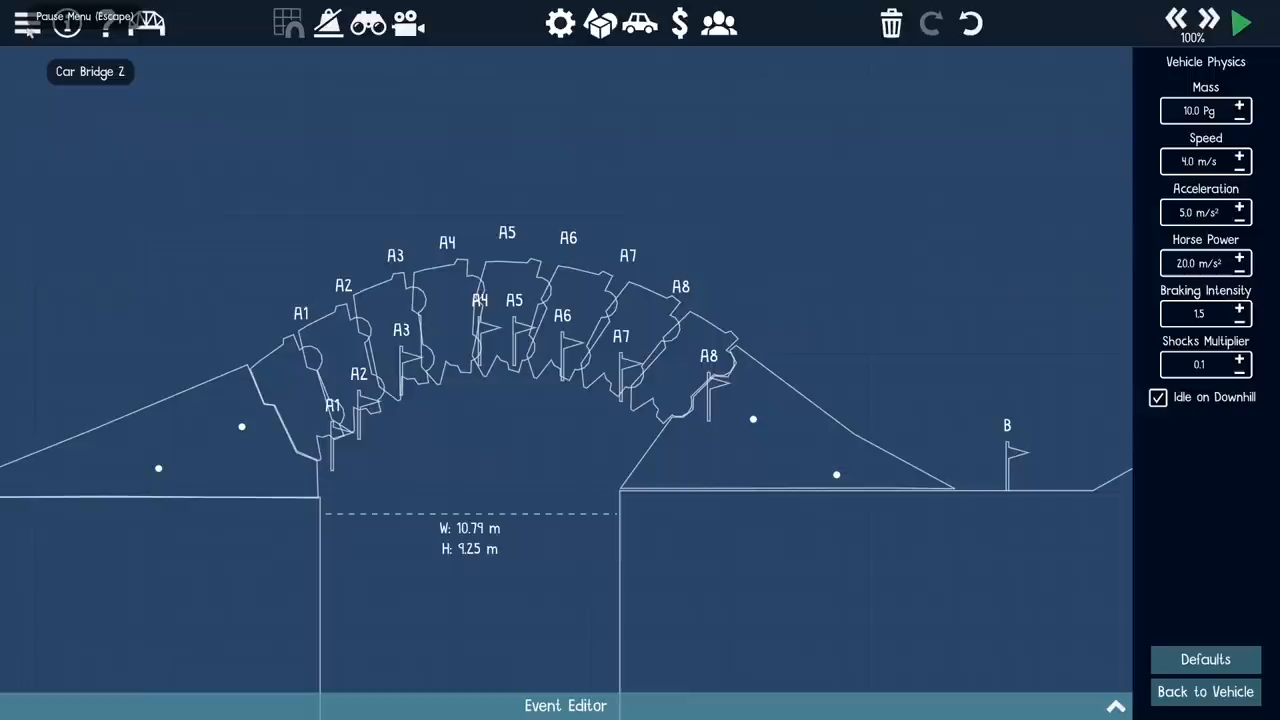 Pause Menu (Escape)
100%
Car Bridge 2
Vehicle Physics
Mass
10.0 Pg
Speed
4.0 m/s
Acceleration
5.0 m/s²
Horse Power
20.0 m/s²
Braking Intensity
1.5
Shocks Multiplier
0.1
Idle on Downhill
A5
A6
A4
A3
A7
A2
A8
A1
A4
A5
A6
A3
A7
A8
A2
A1
B
W: 10.79 m
H: 9.25 m
Defaults
Back to Vehicle
Event Editor